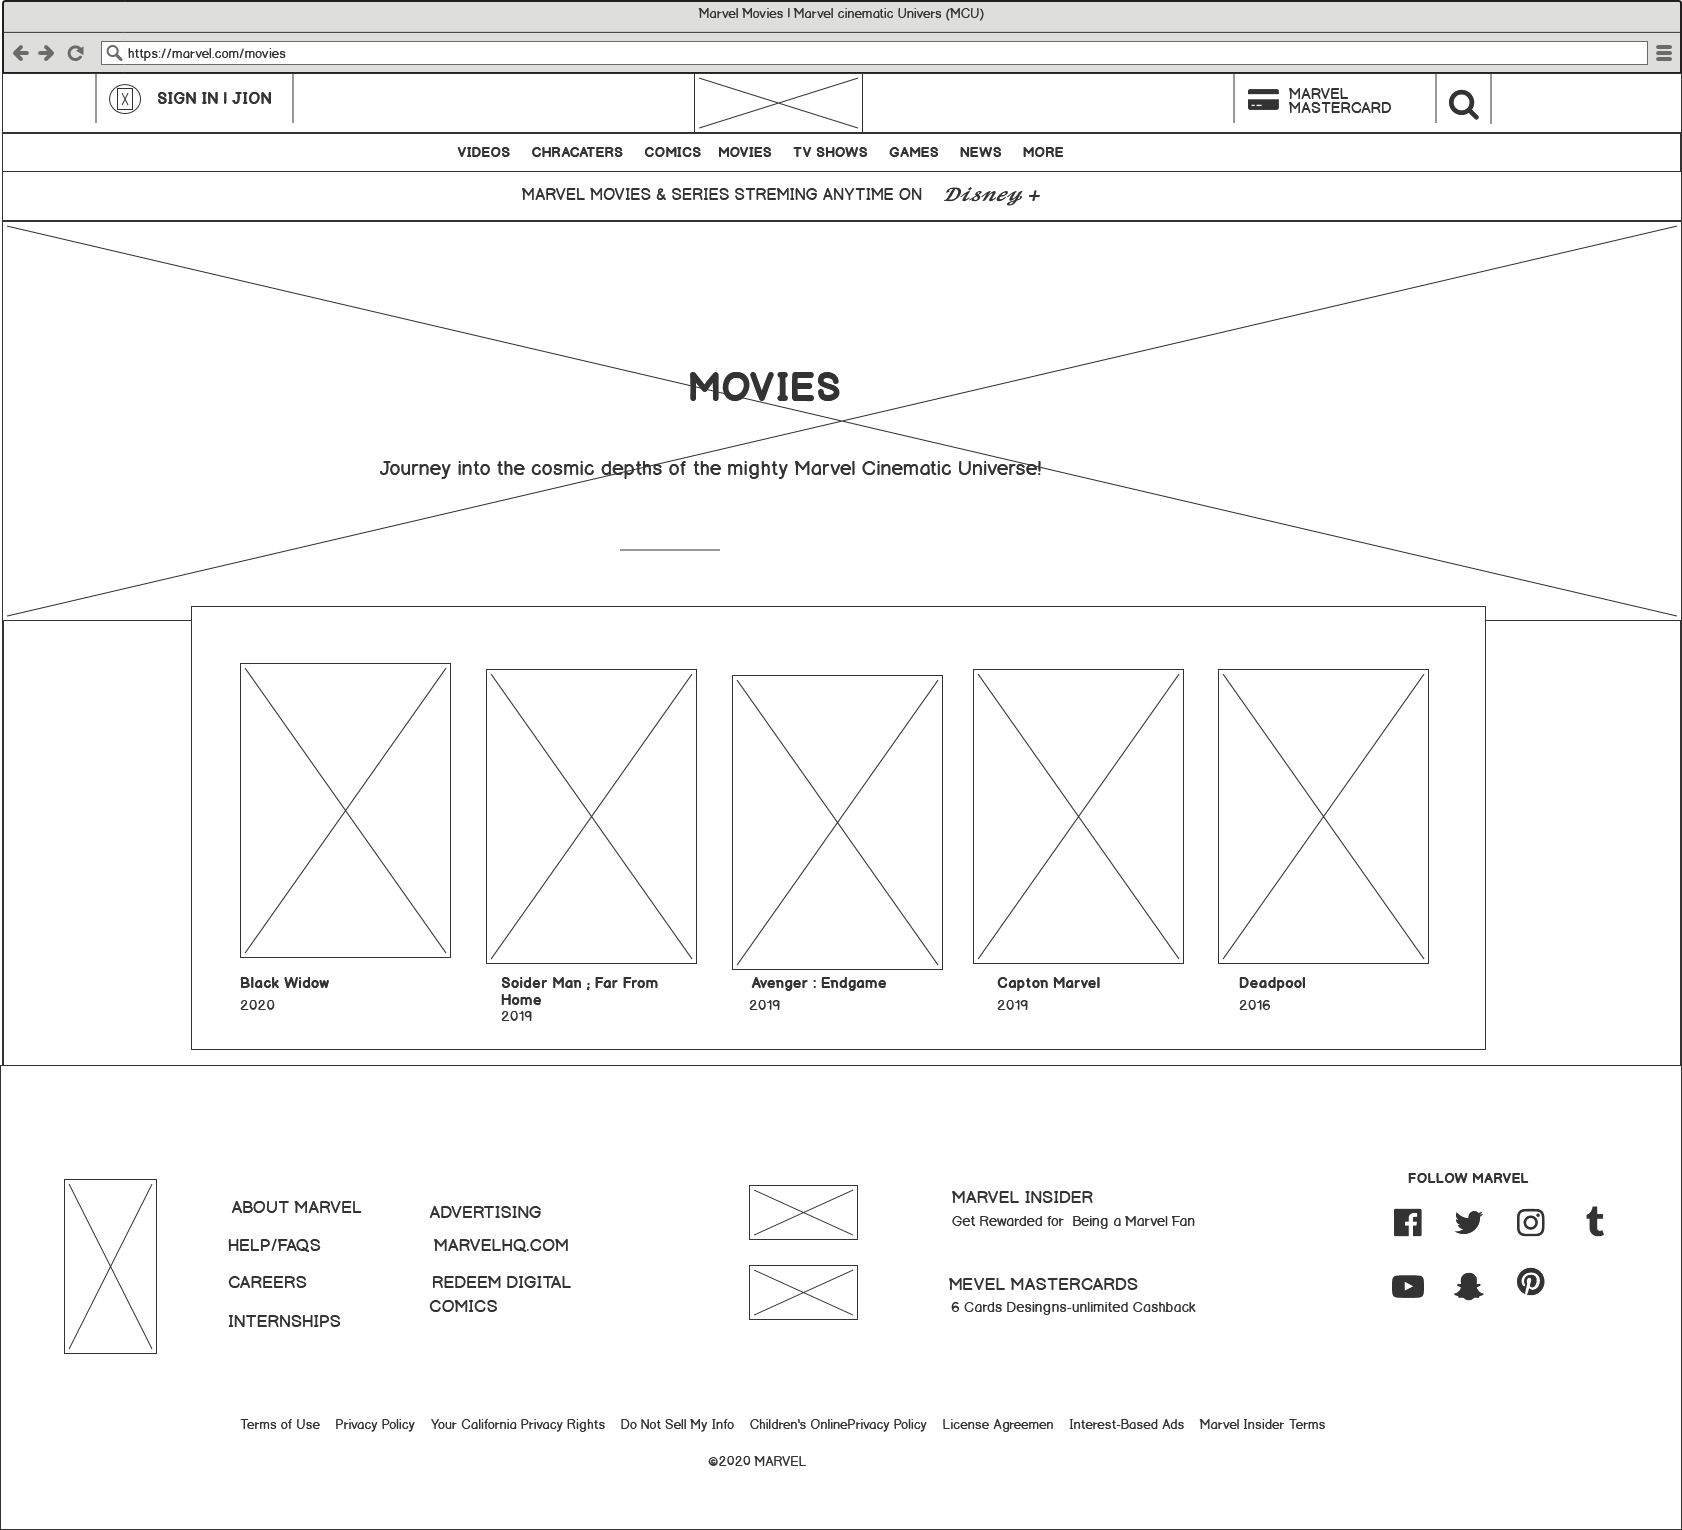 Marvel Movies | Marvel cinematic Univers (MCU)
https://marvel.com/movies
SIGN IN | JION
MARVEL
MASTERCARD
VIDEOS CHRACATERS COMICS MOVIES TV SHOWS GAMES NEWS MORE
MARVEL MOVIES & SERIES STREMING ANYTIME ON Disney +
MOVIES
Journey into the cosmic depths of the mighty Marvel Cinematic Universe!
Black Widow
2020
Soider Man ; Far From
Home
2019
Avenger : Endgame
2019
Capton Marvel
2019
Deadpool
2016
ABOUT MARVEL
HELP/FAQS
CAREERS
INTERNSHIPS
ADVERTISING
MARVELHQ.COM
REDEEM DIGITAL
COMICS
MARVEL INSIDER
Get Rewarded for Being a Marvel Fan
MEVEL MASTERCARDS
6 Cards Desingns-unlimited Cashback
FOLLOW MARVEL
Terms of Use Privacy Policy Your California Privacy Rights Do Not Sell My Info Children's OnlinePrivacy Policy License Agreemen Interest-Based Ads Marvel Insider Terms
©2020 MARVEL